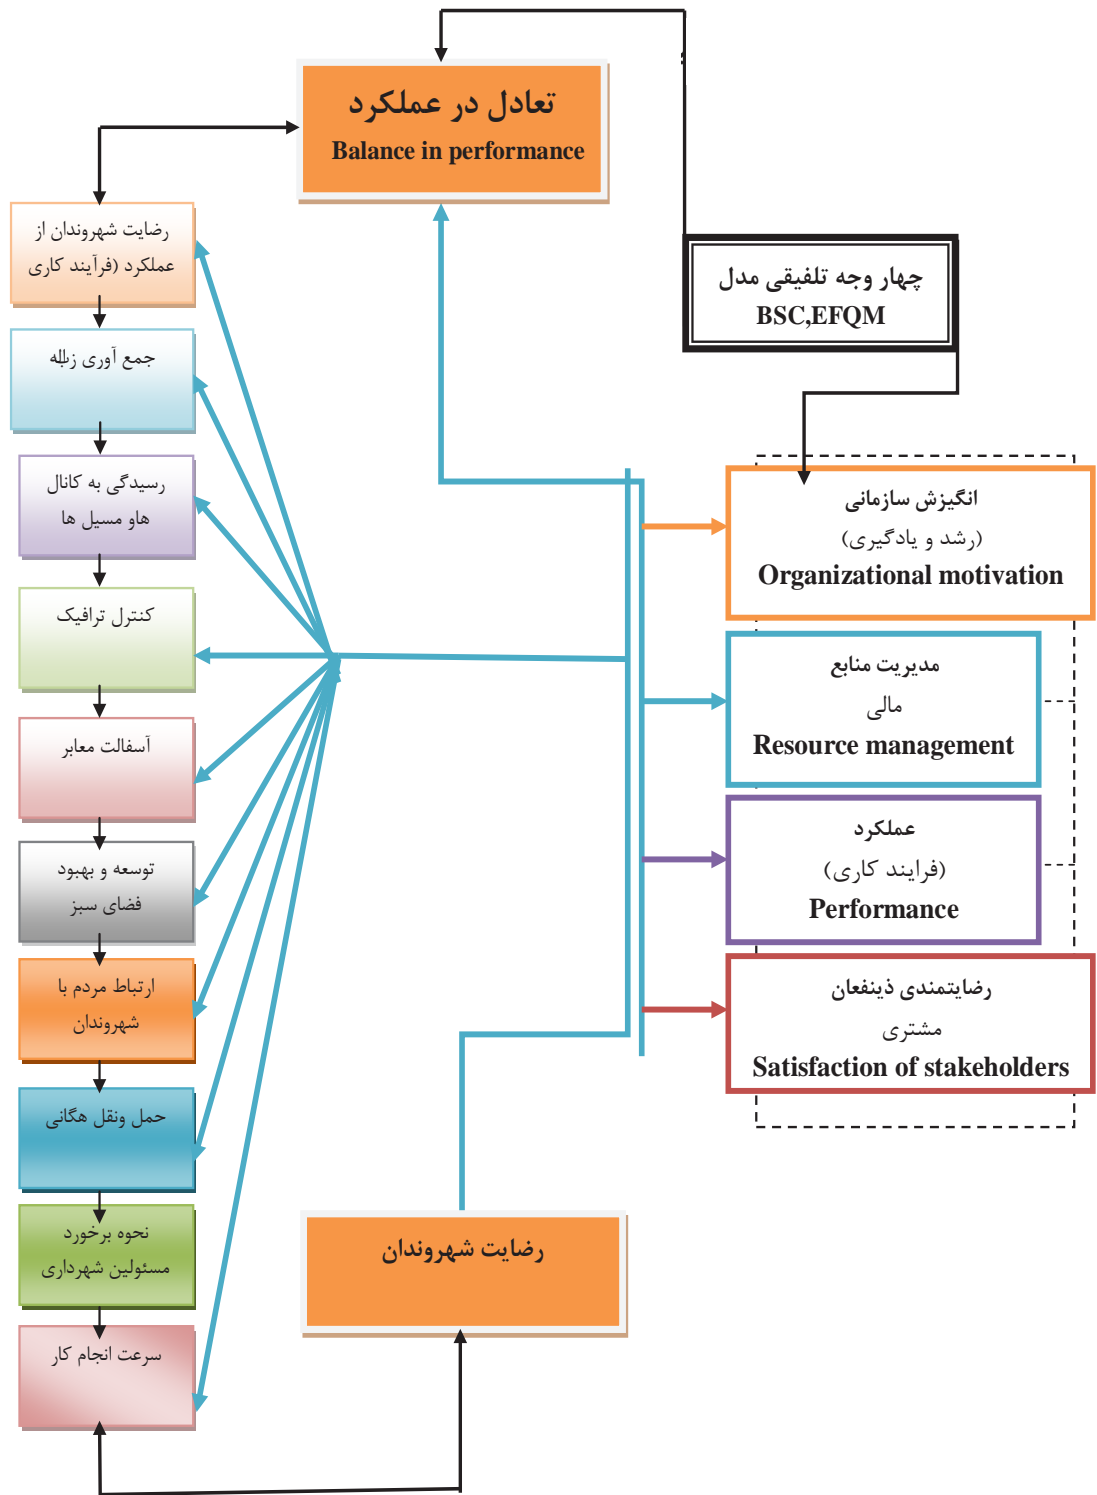 تعادل در عملکرد
Balance in performance
رضایت شهروندان از
عملکرد (فرآیند کاری
جمع آوری زباله
رسیدگی به کانال
هاو مسیل ها
کنترل ترافیک
آسفالت معابر
توسعه و بهبود
فضای سبز
ارتباط مردم با
شهروندان
حمل ونقل هگانی
نحوه برخورد
مسئولین شهرداری
سرعت انجام کار
چهار وجه تلفیقی مدل
BSC,EFQM
انگیزش سازمانی
(رشد و یادگیری)
Organizational motivation
مدیریت منابع
مالی
Resource management
عملکرد
(فرایند کاری)
Performance
رضایتمندی ذینفعان
مشتری
Satisfaction of stakeholders
رضایت شهروندان